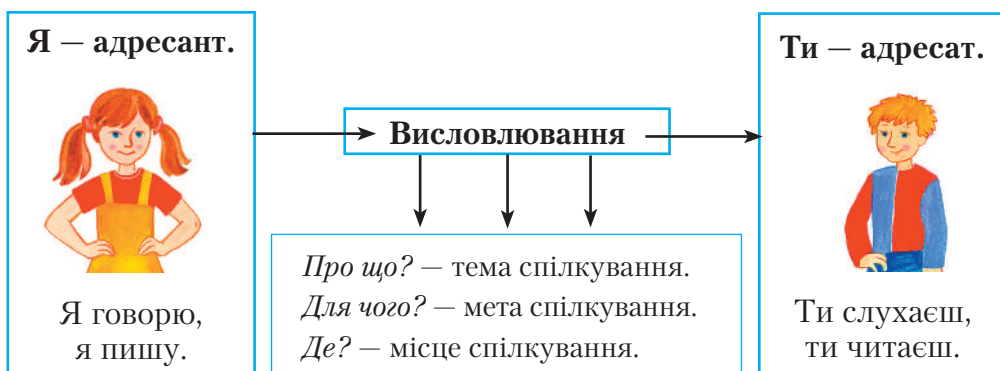 Я — адресант.
Я говорю,
я пишу.
Висловлювання
Про що? — тема спілкування.
Для чого? — мета спілкування.
Де? — місце спілкування.
Ти — адресат.
Ти слухаєш,
ти читаєш.